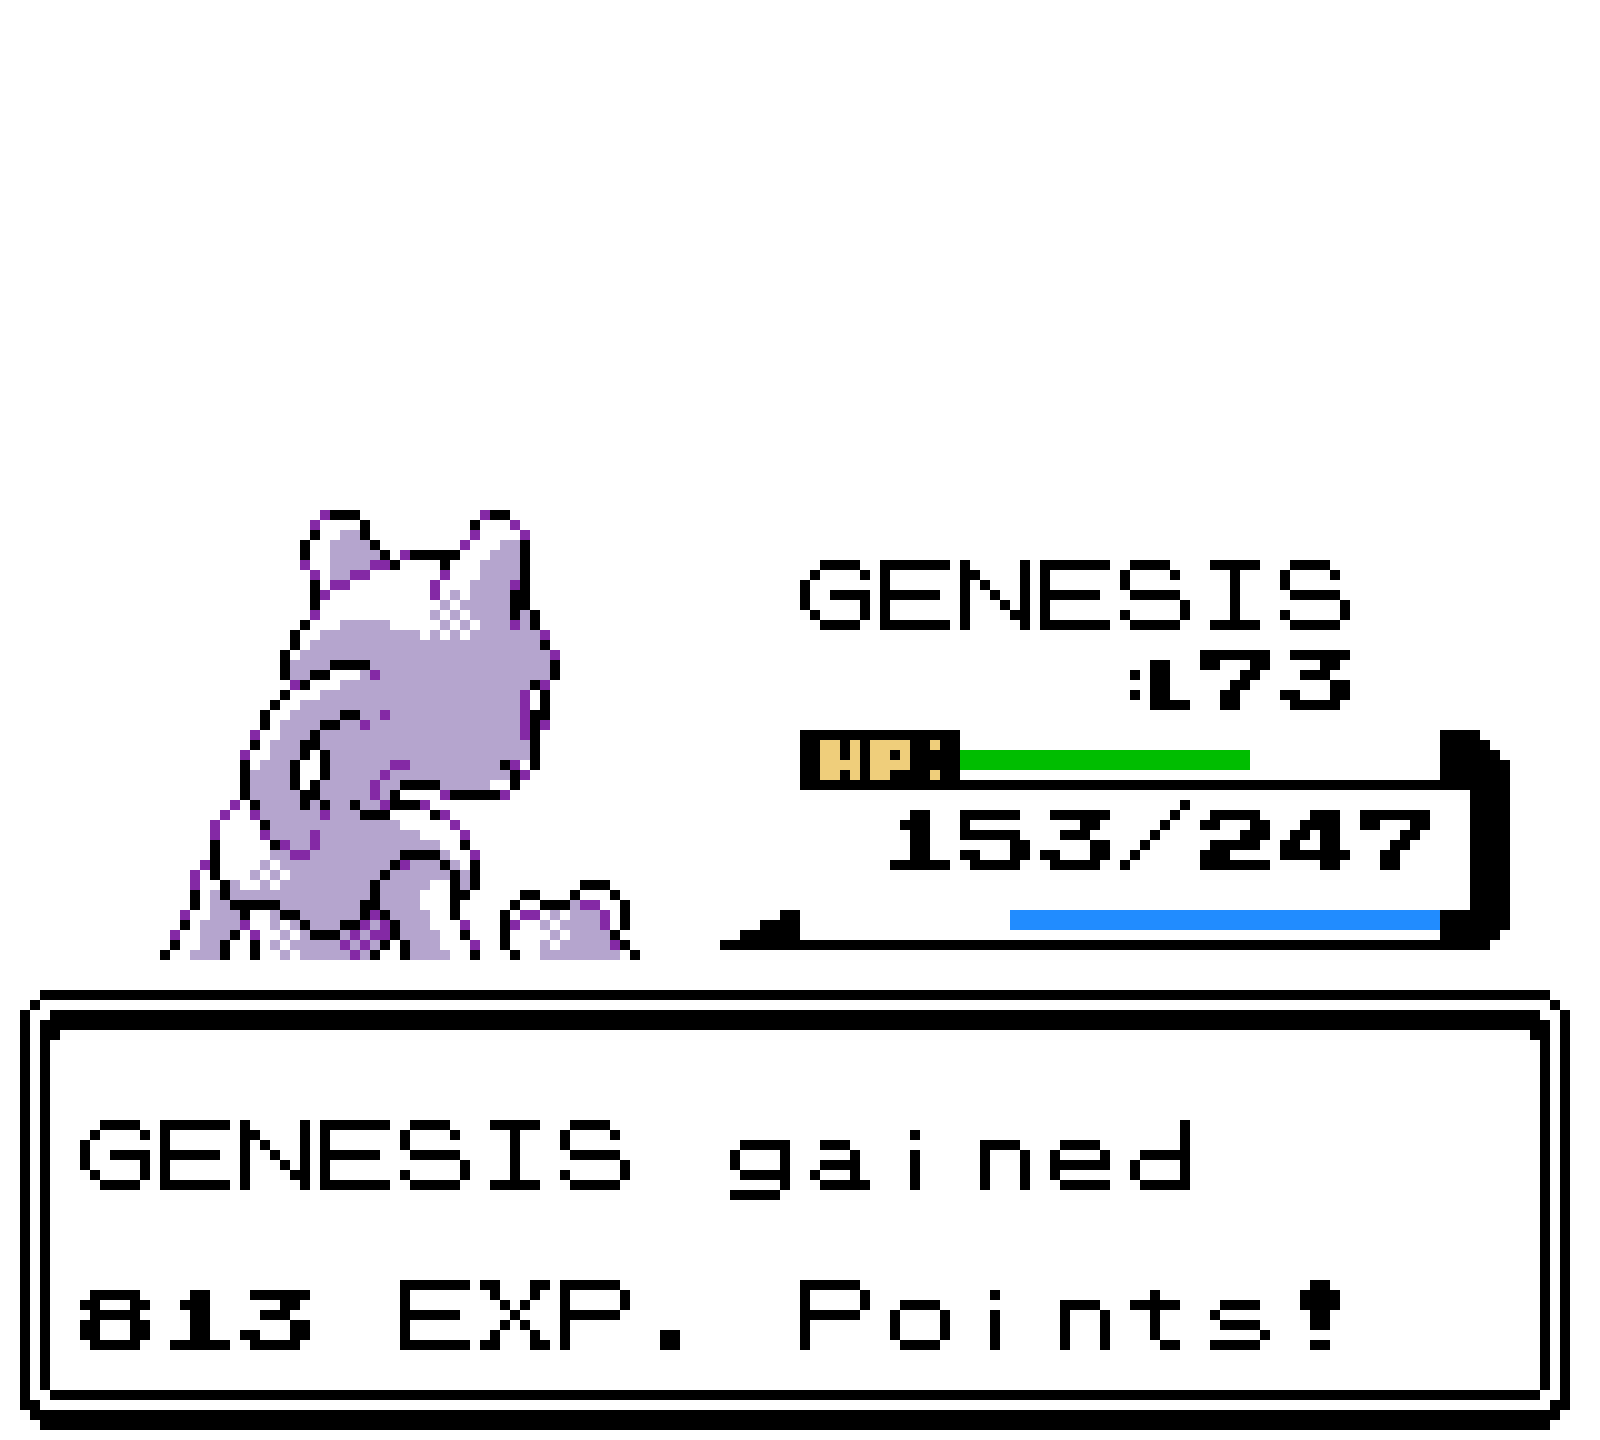 GENESIS
:L73
HP:
153/247
GENESIS gained
813 EXP. Points!